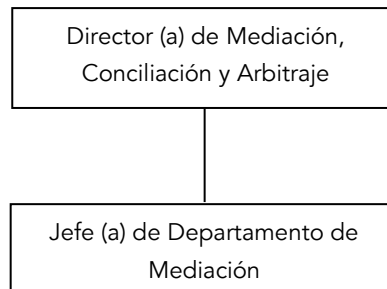 Director (a) de Mediación,
Conciliación y Arbitraje
Jefe (a) de Departamento de
Mediación